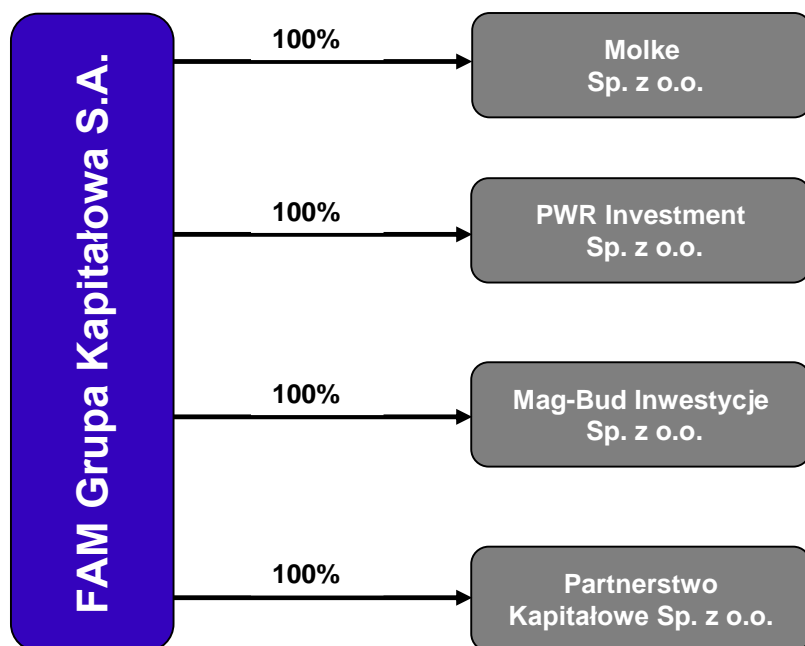 FAM Grupa Kapitałowa S.A.
100%
Molke
Sp. z o.o.
100%
PWR Investment
Sp. z o.o.
100%
Mag-Bud Inwestycje
Sp. z o.o.
100%
Partnerstwo
Kapitałowe Sp. z o.o.